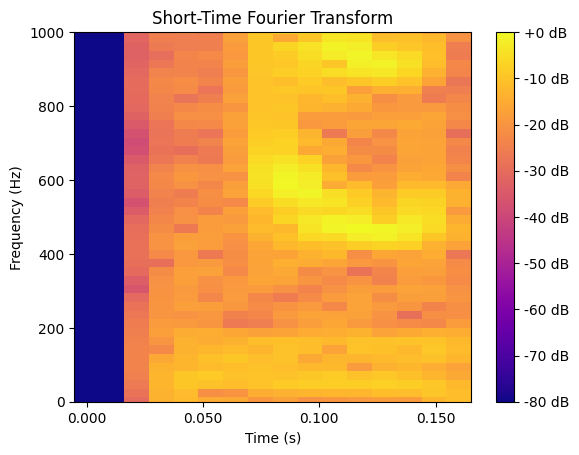 Short-Time Fourier Transform
1000
800
600
400
200
0
Frequency (Hz)
0.000
0.050
0.100
0.150
Time (s)
+0 dB
-10 dB
-20 dB
-30 dB
-40 dB
-50 dB
-60 dB
-70 dB
-80 dB